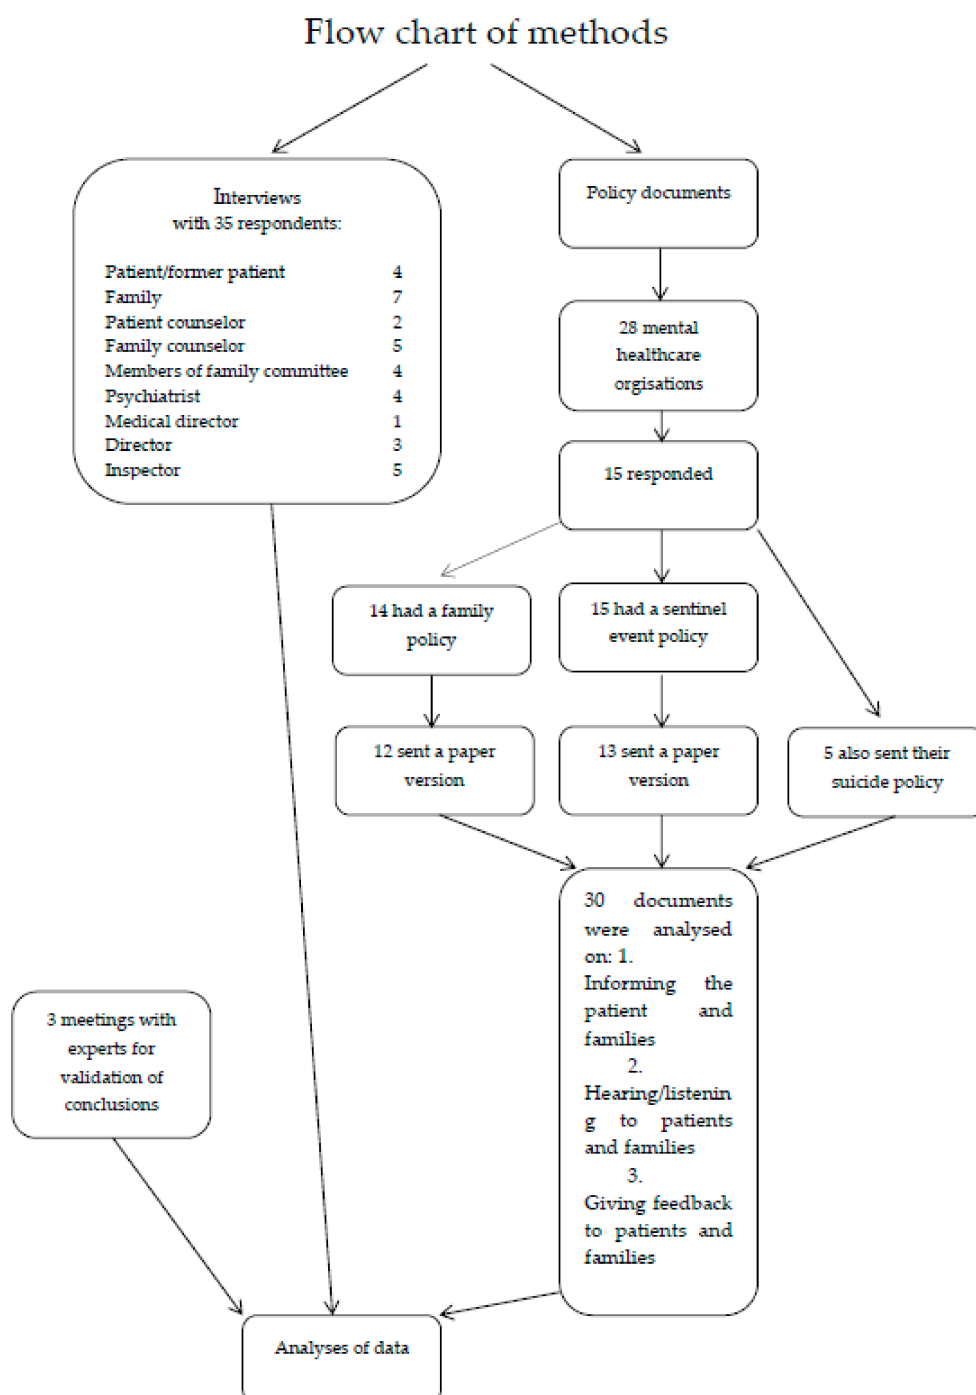 Flow chart of methods
Interviews
with 35 respondents:
Patient/former patient 4
Family 7
Patient counselor 2
Family counselor 5
Members of family committee 4
Psychiatrist 4
Medical director 1
Director 3
Inspector 5
Policy documents
28 mental
healthcare
orgisations
15 responded
14 had a family
policy
15 had a sentinel
event policy
12 sent a paper
version
13 sent a paper
version
5 also sent their
suicide policy
30 documents
were analysed
on: 1.
Informing the
patient and
families
2.
Hearing/listenin
g to patients
and families
3.
Giving feedback
to patients and
families
3 meetings with
experts for
validation of
conclusions
Analyses of data